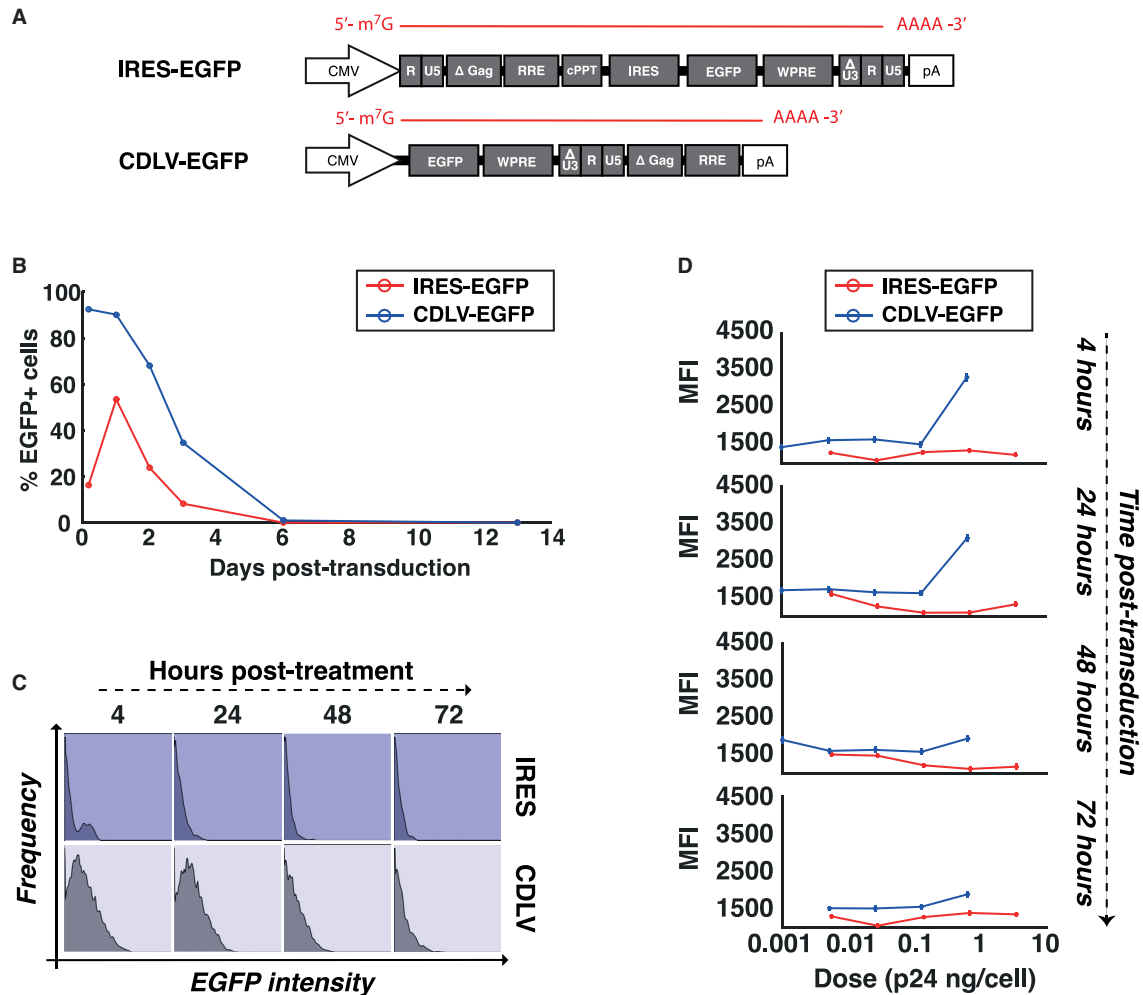 A
5'- m⁷G AAAA -3'
IRES-EGFP
CMV R U5 Δ Gag RRE cPPT IRES EGFP WPRE Δ U3 R U5 pA
5'- m⁷G AAAA -3'
CDLV-EGFP
CMV EGFP WPRE Δ U3 R U5 Δ Gag RRE pA
B
IRES-EGFP
CDLV-EGFP
% EGFP+ cells
100
80
60
40
20
0
0 2 4 6 8 10 12 14
Days post-transduction
C
Hours post-treatment
4 24 48 72
Frequency
IRES
CDLV
EGFP intensity
D
IRES-EGFP
CDLV-EGFP
MFI
4500
3500
2500
1500
4 hours
MFI
4500
3500
2500
1500
24 hours
MFI
4500
3500
2500
1500
48 hours
MFI
4500
3500
2500
1500
72 hours
Time post-transduction
0.001 0.01 0.1 1 10
Dose (p24 ng/cell)